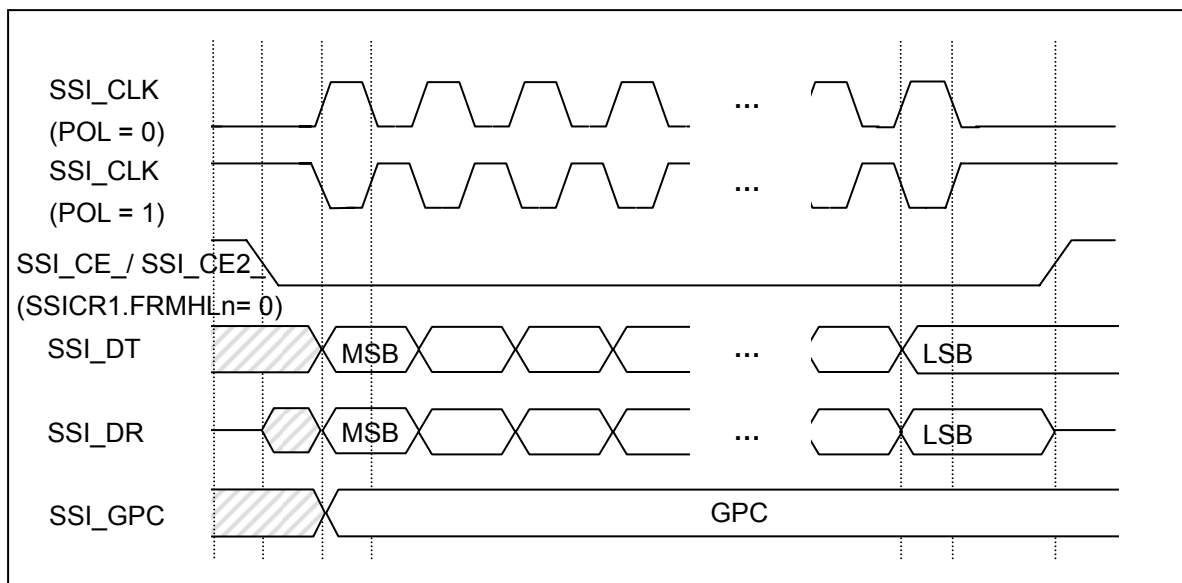 SSI_CLK
(POL = 0)
...
SSI_CLK
(POL = 1)
...
SSI_CE_/ SSI_CE2_
(SSICR1.FRMHLn= 0)
SSI_DT
MSB
...
LSB
SSI_DR
MSB
...
LSB
SSI_GPC
GPC